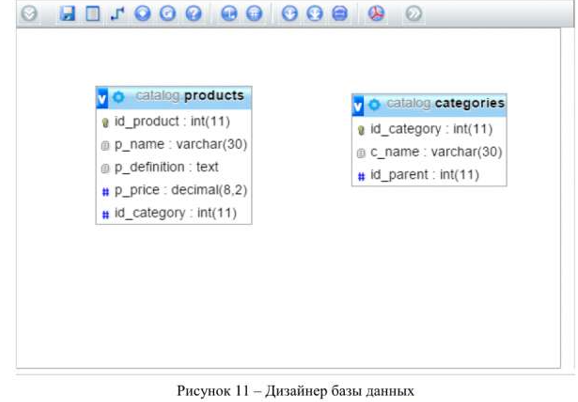 catalog products
id_product : int(11)
p_name : varchar(30)
p_definition : text
p_price : decimal(8,2)
id_category : int(11)
catalog categories
id_category : int(11)
c_name : varchar(30)
id_parent : int(11)
Рисунок 11 – Дизайнер базы данных